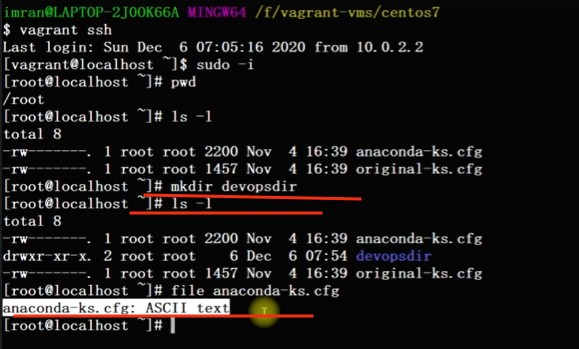 imran@LAPTOP-2JOOK66A MINGW64 /f/vagrant-vms/centos7
$ vagrant ssh
Last login: Sun Dec  6 07:05:16 2020 from 10.0.2.2
[vagrant@localhost ~]$ sudo -i
[root@localhost ~]# pwd
/root
[root@localhost ~]# ls -l
total 8
-rw-------. 1 root root 2200 Nov  4 16:39 anaconda-ks.cfg
-rw-------. 1 root root 1457 Nov  4 16:39 original-ks.cfg
[root@localhost ~]# mkdir devopsdir
[root@localhost ~]# ls -l
total 8
-rw-------. 1 root root 2200 Nov  4 16:39 anaconda-ks.cfg
drwxr-xr-x. 2 root root    6 Dec  6 07:54 devopsdir
-rw-------. 1 root root 1457 Nov  4 16:39 original-ks.cfg
[root@localhost ~]# file anaconda-ks.cfg
anaconda-ks.cfg: ASCII text
[root@localhost ~]#